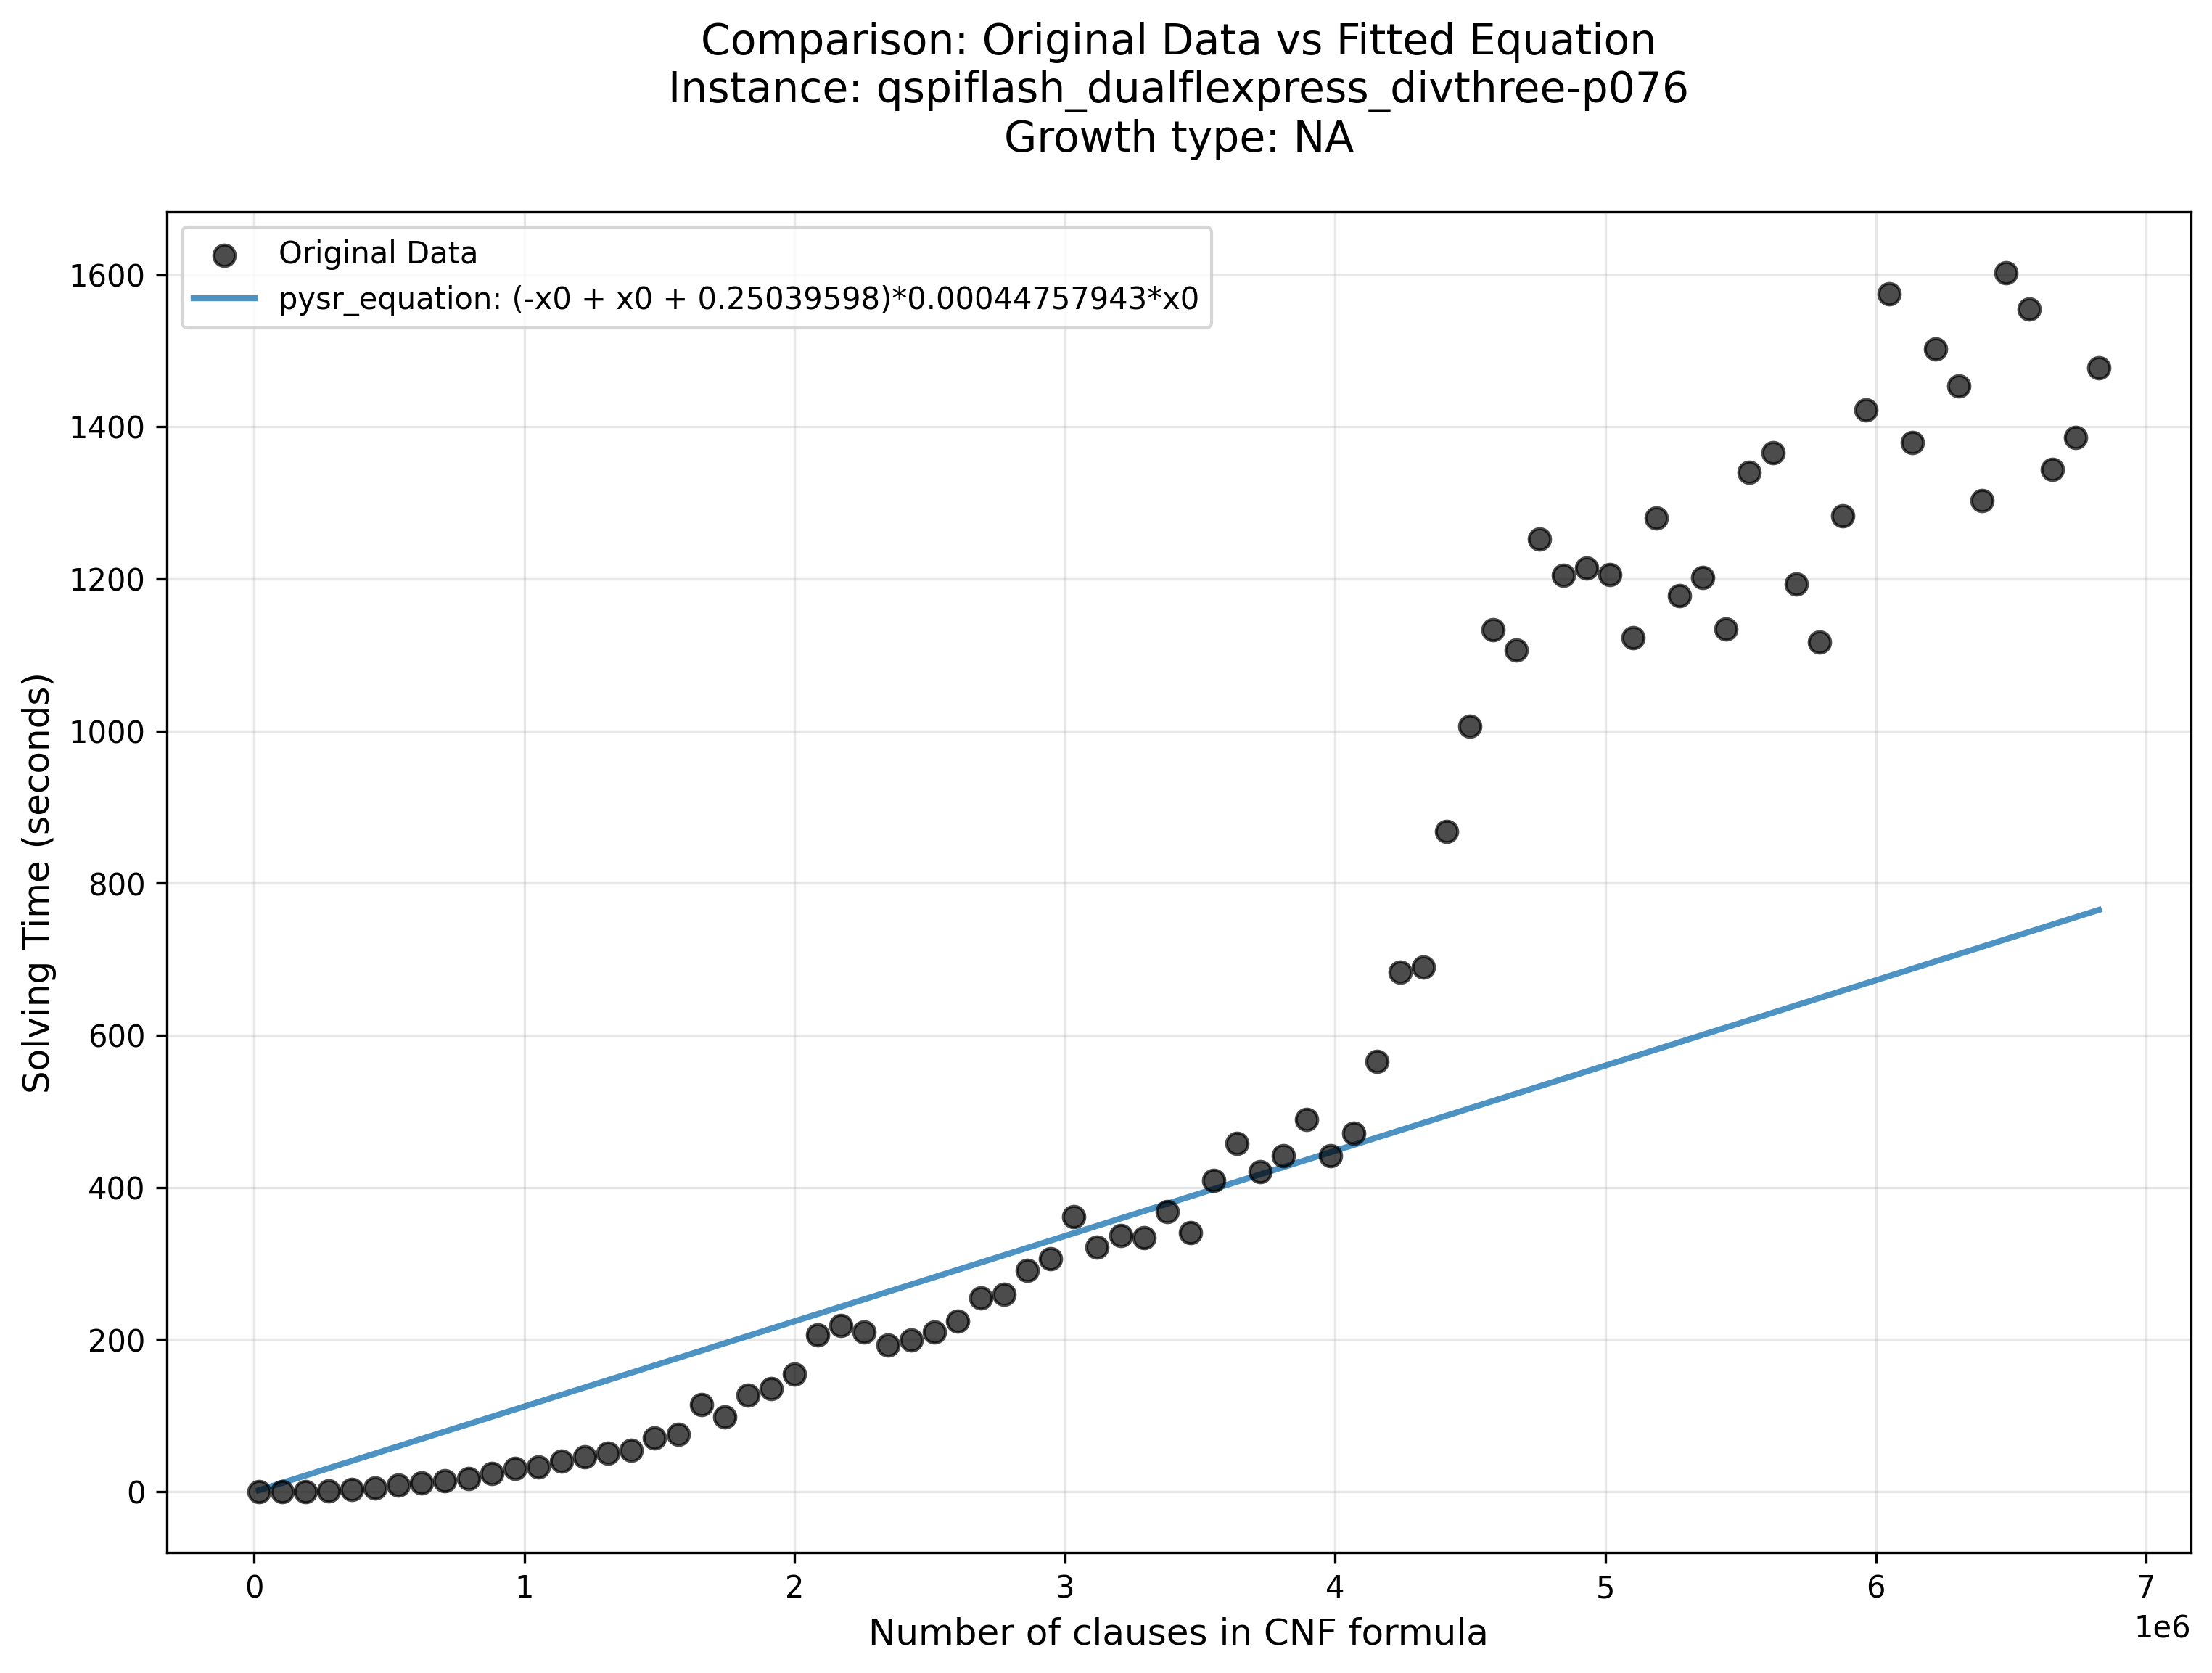 Comparison: Original Data vs Fitted Equation
Instance: qspiflash_dualflexpress_divthree-p076
Growth type: NA
Original Data
pysr_equation: (-x0 + x0 + 0.25039598)*0.00044757943*x0
1600
1400
1200
1000
800
600
400
200
0
Solving Time (seconds)
0 1 2 3 4 5 6 7
1e6
Number of clauses in CNF formula